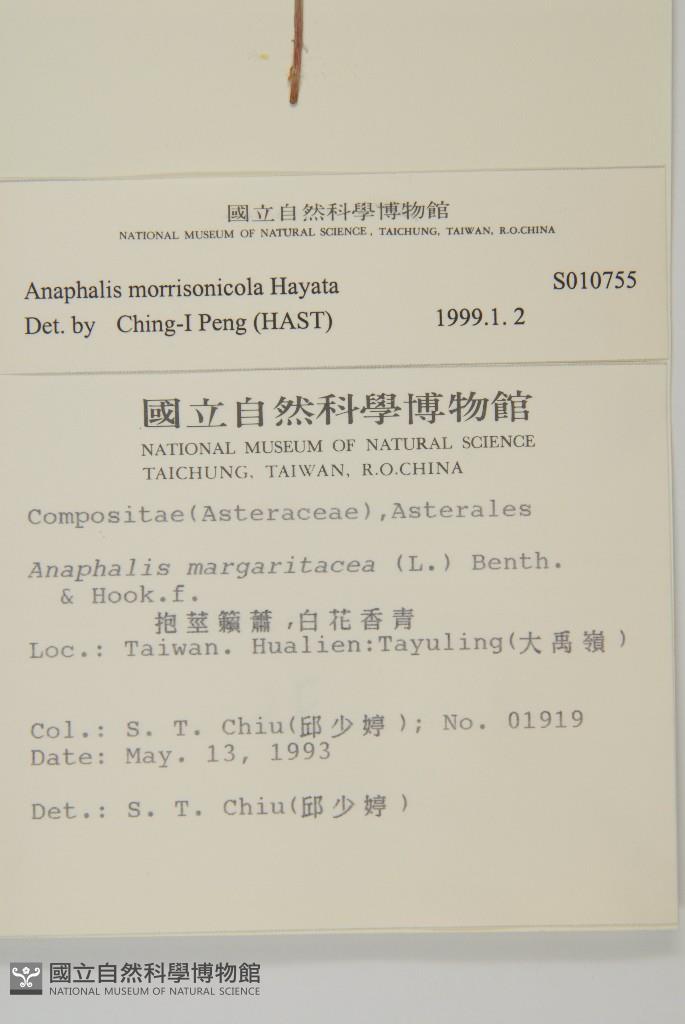 國立自然科學博物館
NATIONAL MUSEUM OF NATURAL SCIENCE, TAICHUNG, TAIWAN, R.O.CHINA
Anaphalis morrisonicola Hayata S010755
Det. by Ching-I Peng (HAST) 1999.1. 2
國立自然科學博物館
NATIONAL MUSEUM OF NATURAL SCIENCE
TAICHUNG, TAIWAN, R.O.CHINA
Compositae(Asteraceae),Asterales
Anaphalis margaritacea (L.) Benth.
& Hook.f.
抱莖籟蕭,白花香青
Loc.: Taiwan. Hualien:Tayuling(大禹嶺)
Col.: S. T. Chiu(邱少婷); No. 01919
Date: May. 13, 1993
Det.: S. T. Chiu(邱少婷)
國立自然科學博物館
NATIONAL MUSEUM OF NATURAL SCIENCE